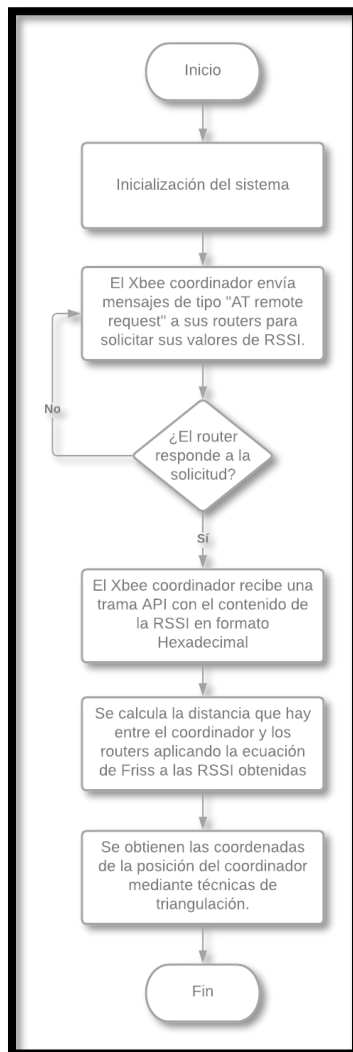 Inicio
Inicialización del sistema
El Xbee coordinador envía
mensajes de tipo "AT remote
request" a sus routers para
solicitar sus valores de RSSI.
No
¿El router
responde a la
solicitud?
Sí
El Xbee coordinador recibe una
trama API con el contenido de
la RSSI en formato
Hexadecimal
Se calcula la distancia que hay
entre el coordinador y los
routers aplicando la ecuación
de Friss a las RSSI obtenidas
Se obtienen las coordenadas
de la posición del coordinador
mediante técnicas de
triangulación.
Fin